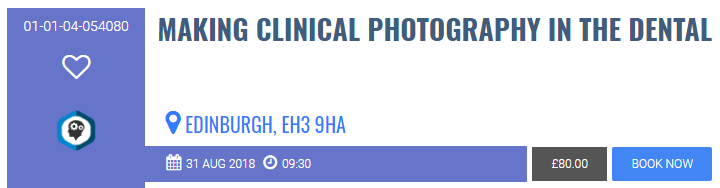 01-01-04-054080
MAKING CLINICAL PHOTOGRAPHY IN THE DENTAL
EDINBURGH, EH3 9HA
31 AUG 2018 09:30
£80.00
BOOK NOW